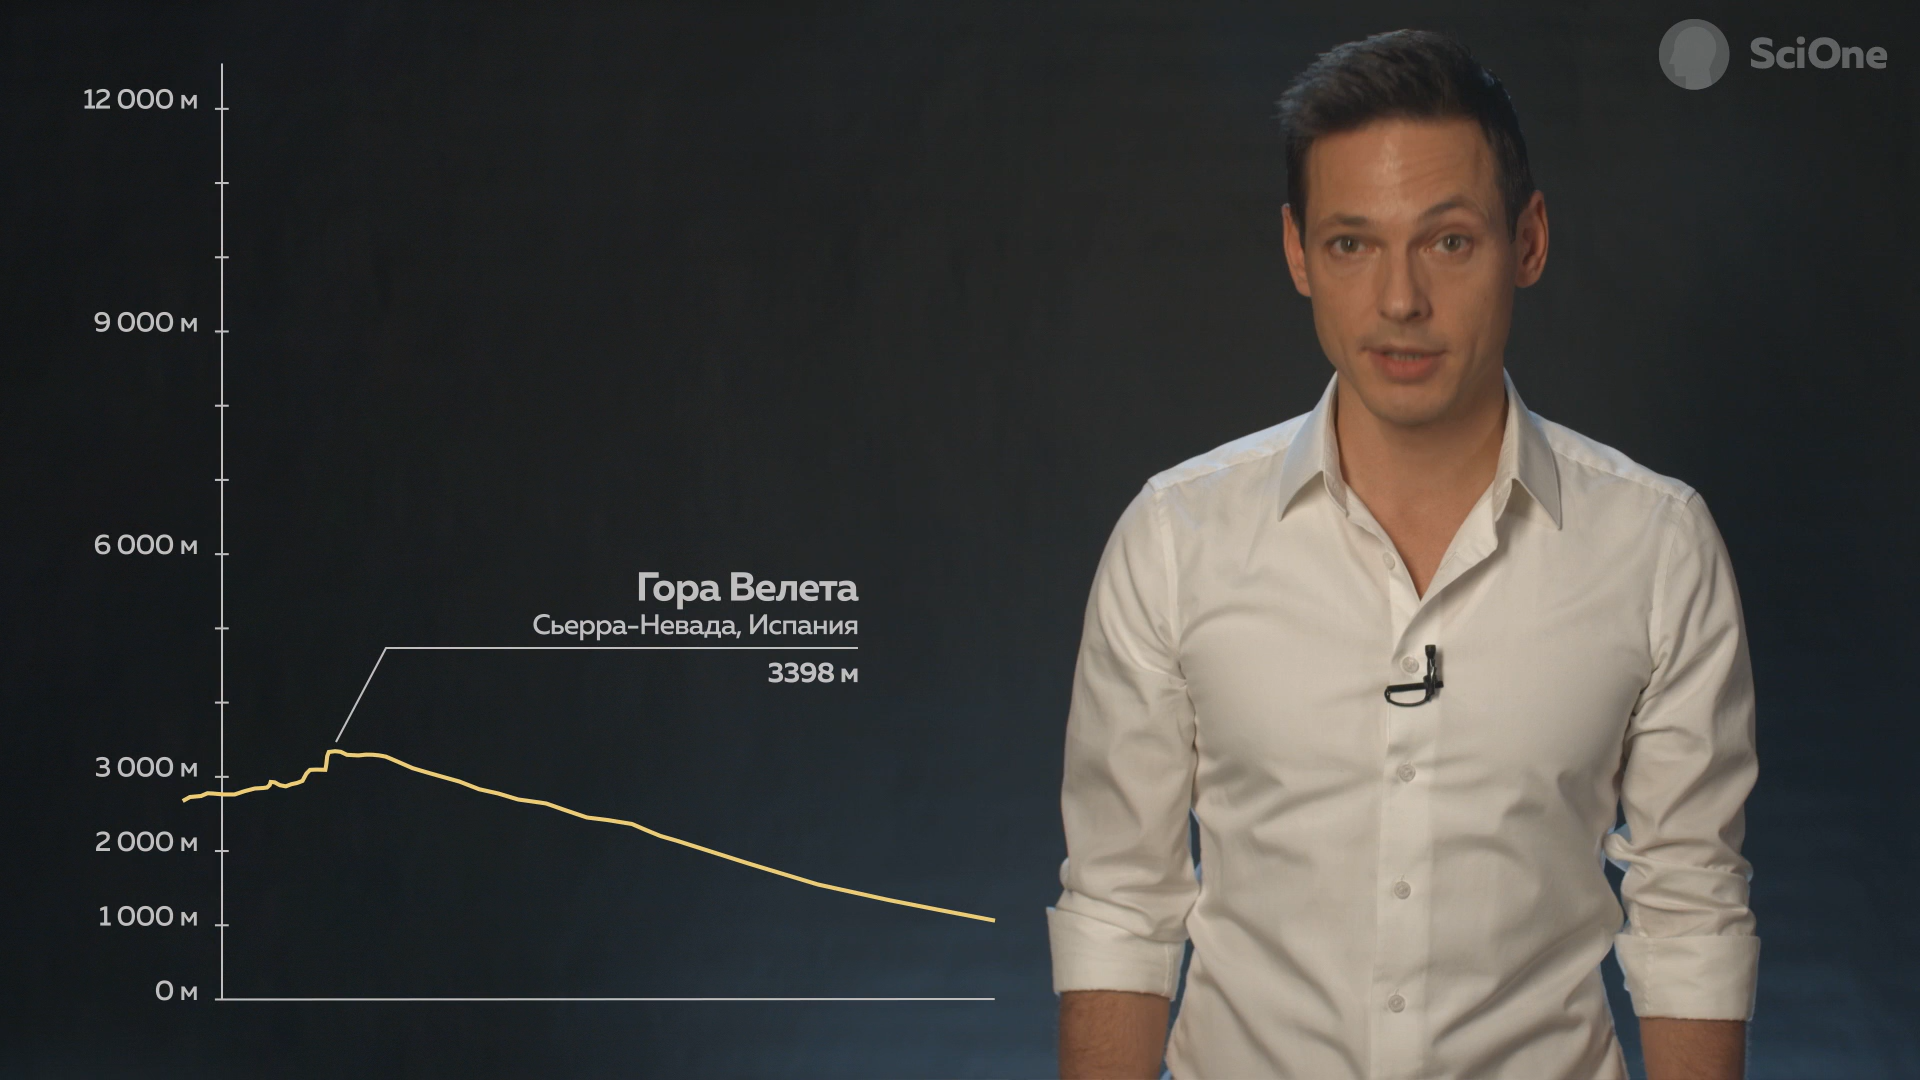 SciOne
12 000 м
9 000 м
6 000 м
Гора Велета
Сьерра-Невада, Испания
3398 м
3 000 м
2 000 м
1 000 м
0 м